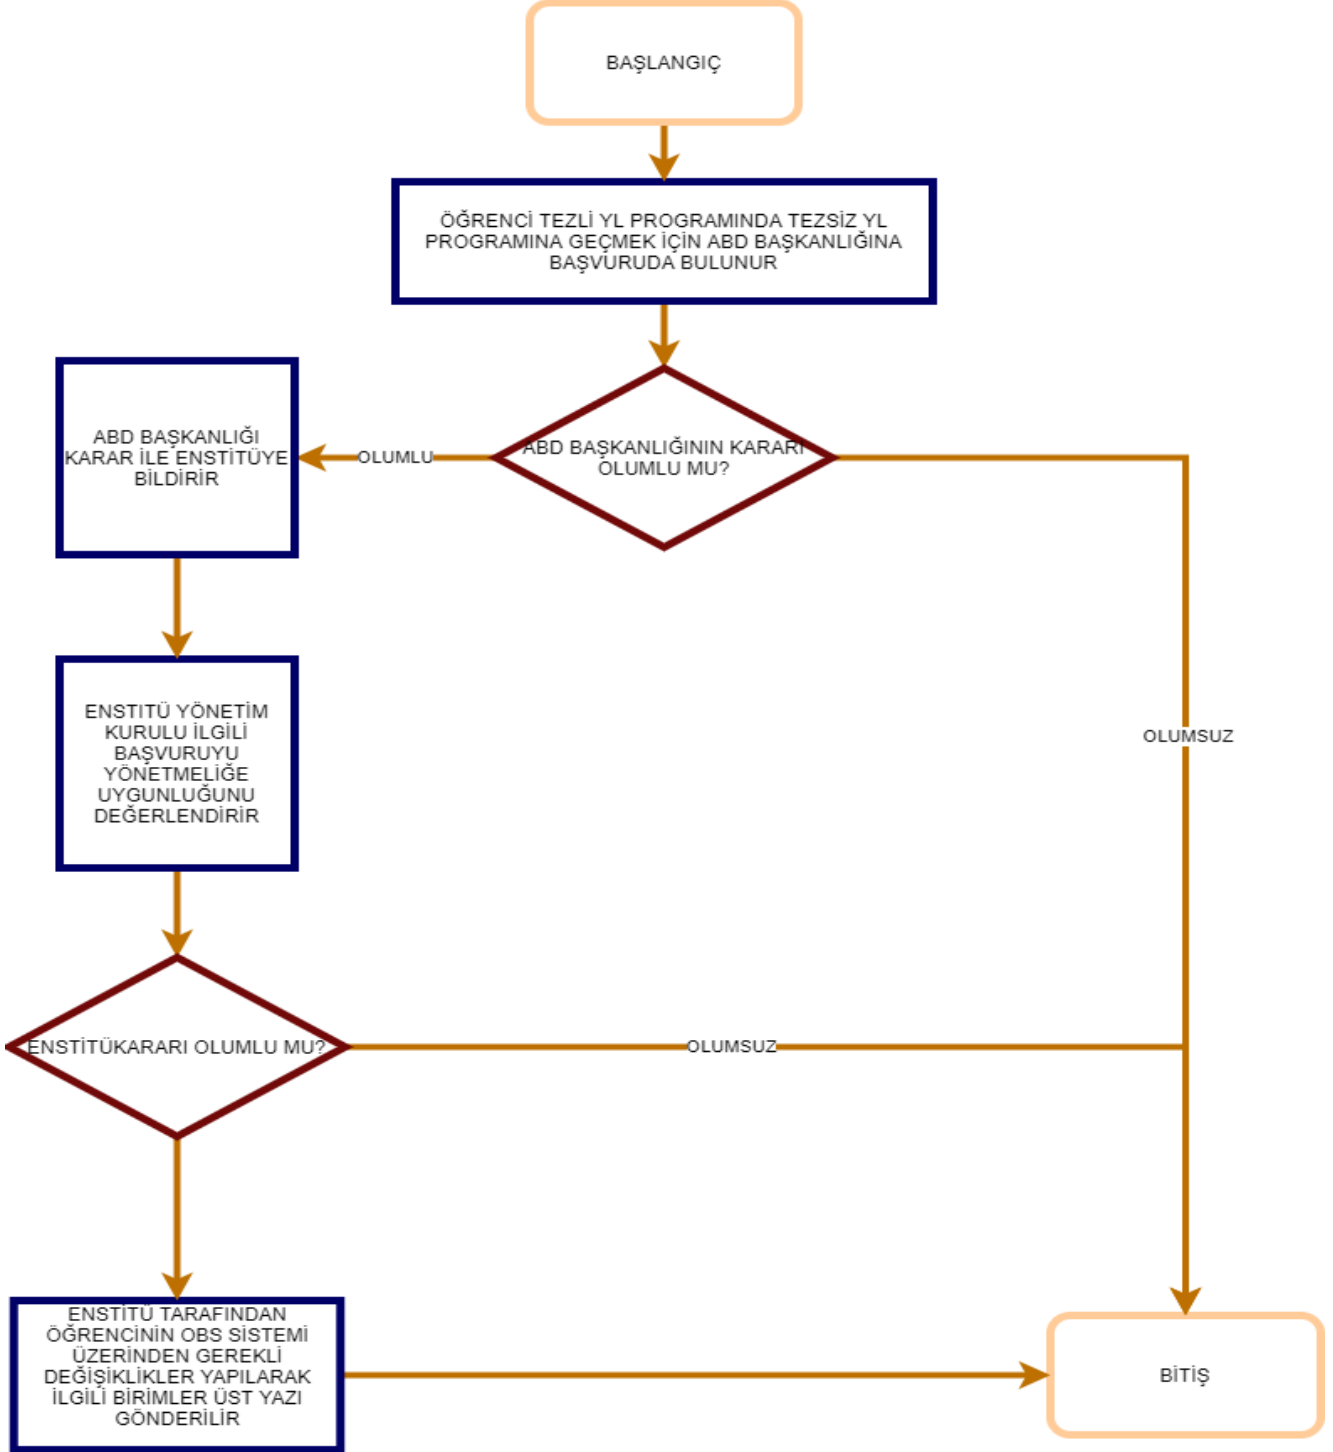 BAŞLANGIÇ
ÖĞRENCİ TEZLİ YL PROGRAMINDA TEZSİZ YL
PROGRAMINA GEÇMEK İÇİN ABD BAŞKANLIĞINA
BAŞVURUDA BULUNUR
ABD BAŞKANLIĞININ KARARI
OLUMLU MU?
OLUMLU
ABD BAŞKANLIĞI
KARAR İLE ENSTİTÜYE
BİLDİRİR
ENSTITÜ YÖNETİM
KURULU İLGİLİ
BAŞVURUYU
YÖNETMELİĞE
UYGUNLUĞUNU
DEĞERLENDİRİR
OLUMSUZ
ENSTİTÜKARARI OLUMLU MU?
OLUMSUZ
ENSTİTÜ TARAFINDAN
ÖĞRENCİNİN OBS SİSTEMİ
ÜZERİNDEN GEREKLİ
DEĞİŞİKLİKLER YAPILARAK
İLGİLİ BİRİMLER ÜST YAZI
GÖNDERİLİR
BİTİŞ